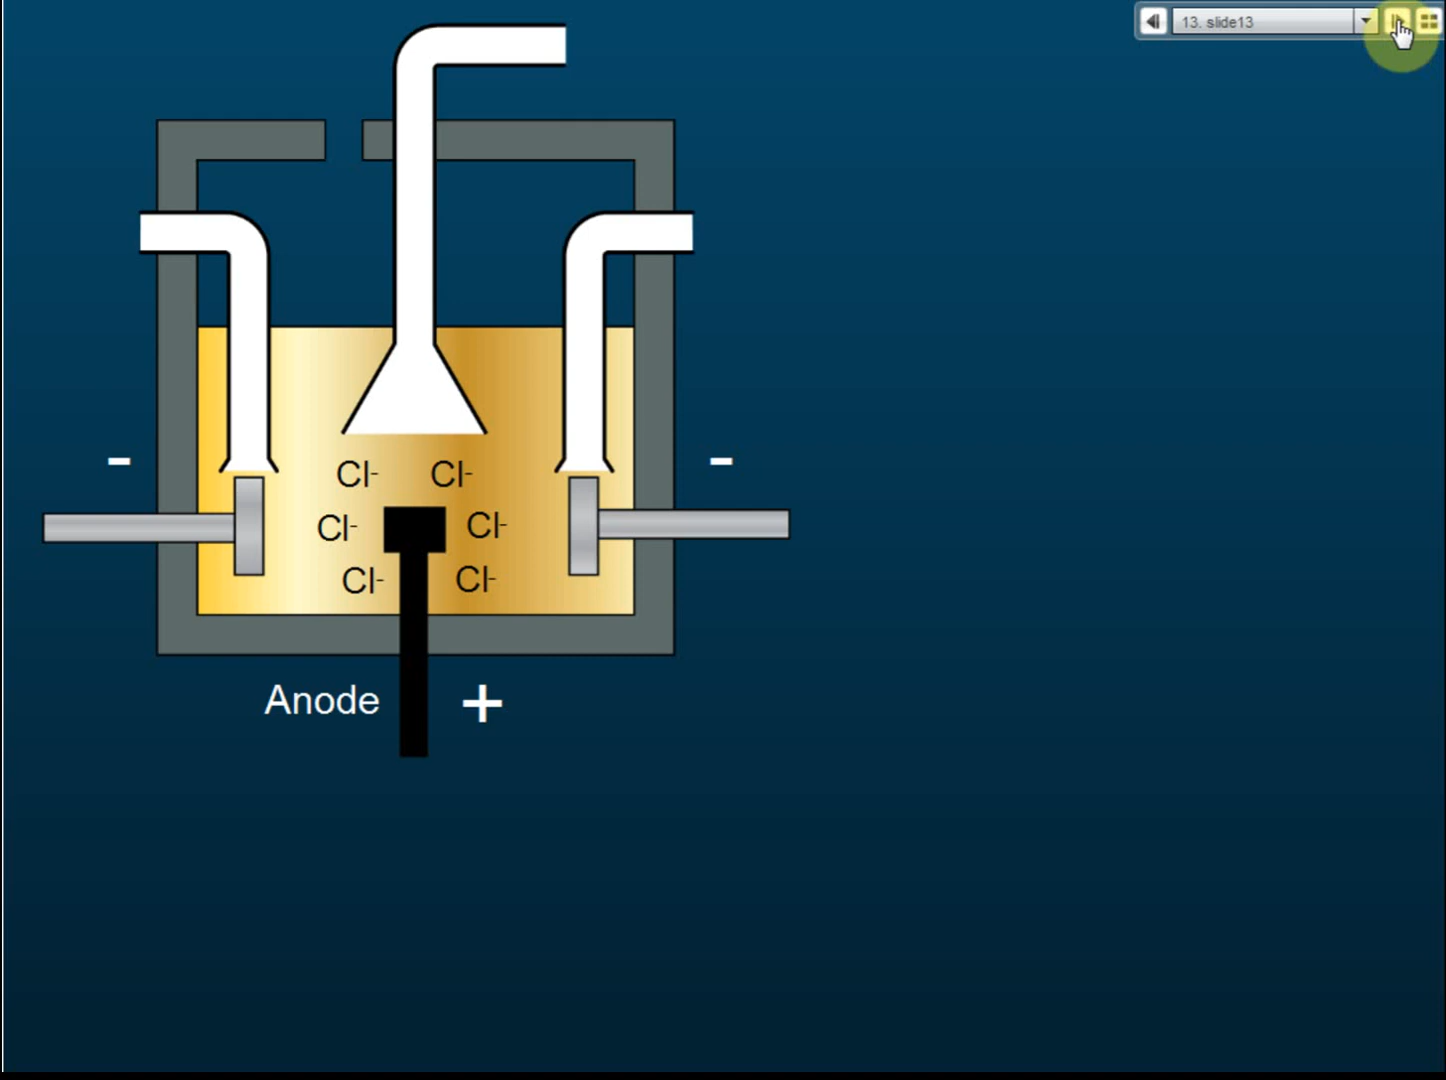 13. slide13
-
-
Cl- Cl-
Cl- Cl-
Cl- Cl-
Anode +